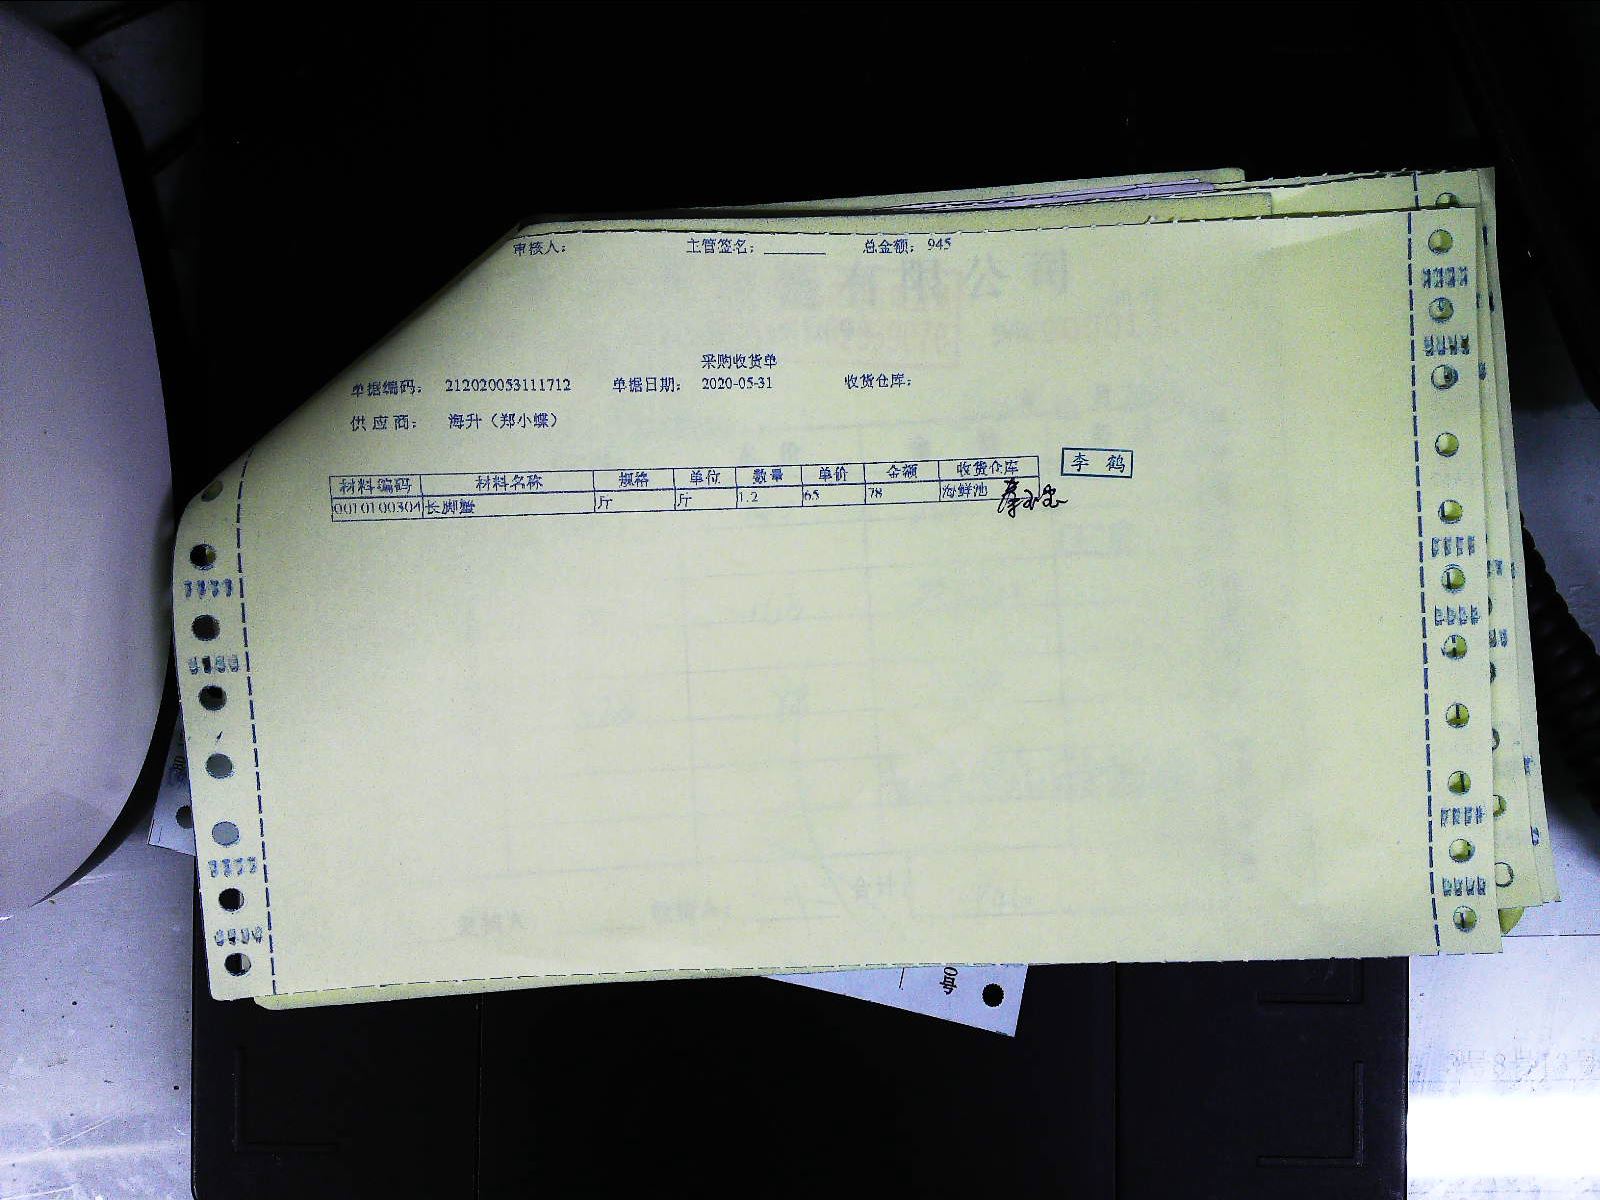 审核人： 主管签名：________ 总金额：945
采购收货单
单据编码： 212020053111712 单据日期： 2020-05-31 收货仓库：
供应商： 海升（郑小蝶）
材料编码 材料名称 规格 单位 数量 单价 金额 收货仓库
0010100304 长脚蟹 斤 斤 1.2 65 78 海鲜池
李鹤